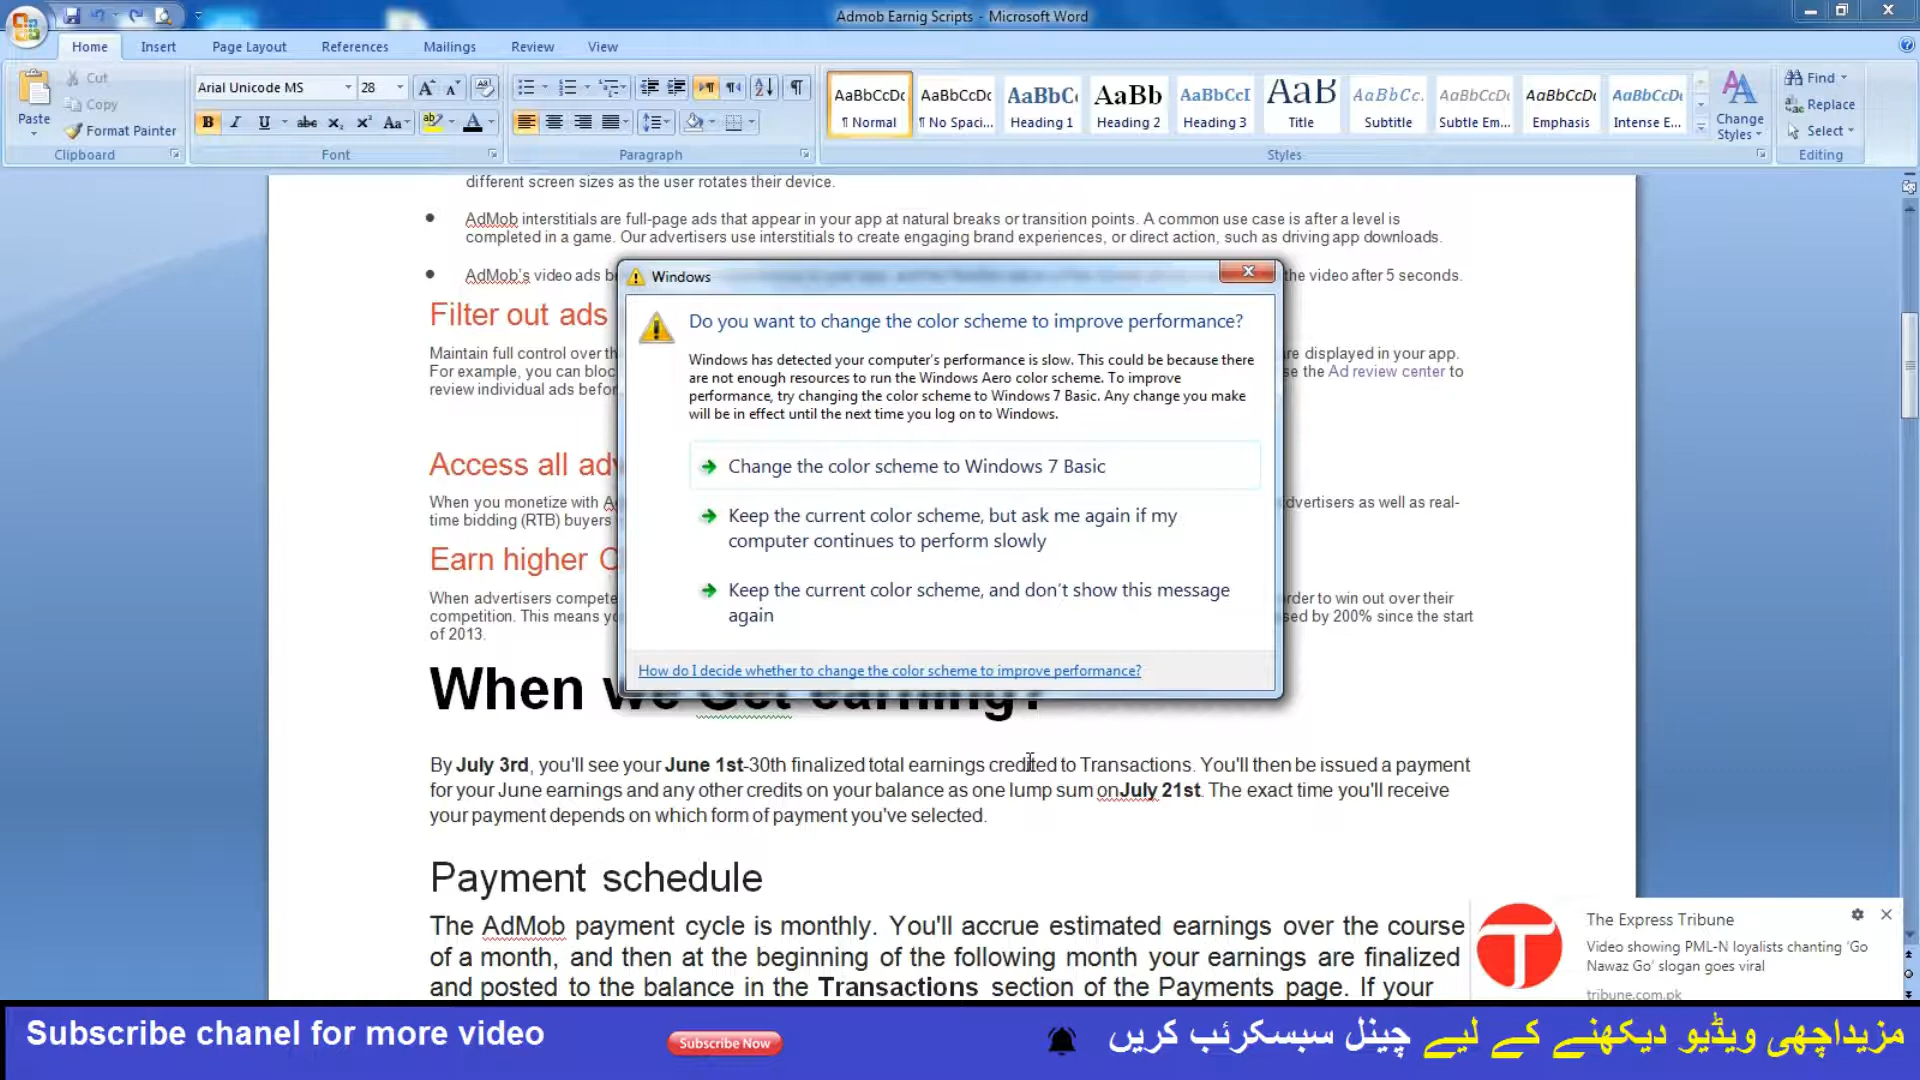 Admob Earnig Scripts - Microsoft Word
Home Insert Page Layout References Mailings Review View
Paste
Cut
Copy
Format Painter
Clipboard
Arial Unicode MS 28
Font
Paragraph
AaBbCcDc AaBbCcDc AaBbC AaBb AaBbCcI AaB AaBbCc. AaBbCcDc AaBbCcDc AaBbCcDc
¶ Normal ¶ No Spaci... Heading 1 Heading 2 Heading 3 Title Subtitle Subtle Em... Emphasis Intense E...
Styles
Change
Styles
Find
Replace
Select
Editing
different screen sizes as the user rotates their device.
AdMob interstitials are full-page ads that appear in your app at natural breaks or transition points. A common use case is after a level is
completed in a game. Our advertisers use interstitials to create engaging brand experiences, or direct action, such as driving app downloads.
AdMob's video ads b the video after 5 seconds.
Filter out ads
Maintain full control over th are displayed in your app.
For example, you can bloc se the Ad review center to
review individual ads befor
Access all adv
When you monetize with A dvertisers as well as real-
time bidding (RTB) buyers
Earn higher C
When advertisers compete rder to win out over their
competition. This means yo sed by 200% since the start
of 2013.
Windows
Do you want to change the color scheme to improve performance?
Windows has detected your computer's performance is slow. This could be because there
are not enough resources to run the Windows Aero color scheme. To improve
performance, try changing the color scheme to Windows 7 Basic. Any change you make
will be in effect until the next time you log on to Windows.
Change the color scheme to Windows 7 Basic
Keep the current color scheme, but ask me again if my
computer continues to perform slowly
Keep the current color scheme, and don't show this message
again
How do I decide whether to change the color scheme to improve performance?
When we Get earning?
By July 3rd, you'll see your June 1st-30th finalized total earnings credited to Transactions. You'll then be issued a payment
for your June earnings and any other credits on your balance as one lump sum onJuly 21st. The exact time you'll receive
your payment depends on which form of payment you've selected.
Payment schedule
The AdMob payment cycle is monthly. You'll accrue estimated earnings over the course
of a month, and then at the beginning of the following month your earnings are finalized
and posted to the balance in the Transactions section of the Payments page. If your
The Express Tribune
Video showing PML-N loyalists chanting 'Go
Nawaz Go' slogan goes viral
tribune.com.pk
Subscribe chanel for more video
Subscribe Now
مزیداچھی ویڈیو دیکھنے کے لیے چینل سبسکرئب کریں